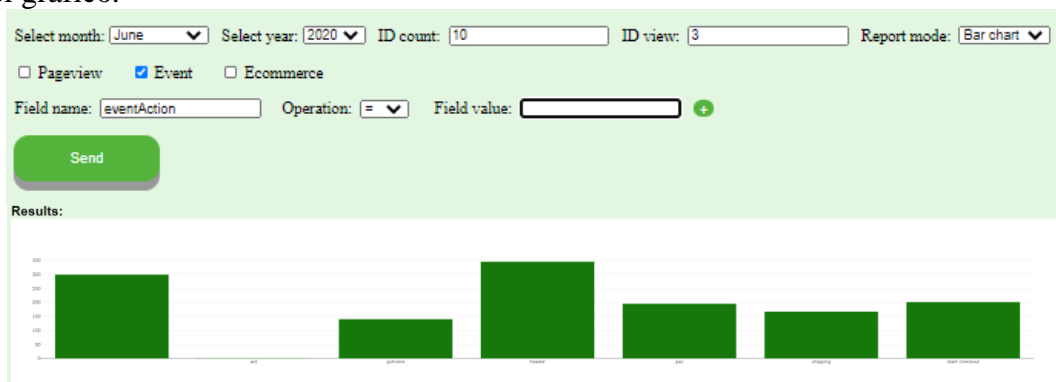 Select month: June Select year: 2020 ID count: 10 ID view: 3 Report mode: Bar chart
Pageview Event Ecommerce
Field name: eventAction Operation: = Field value: +
Send
Results:
350
300
250
200
150
100
50
0
header
pay
shipping
start checkout